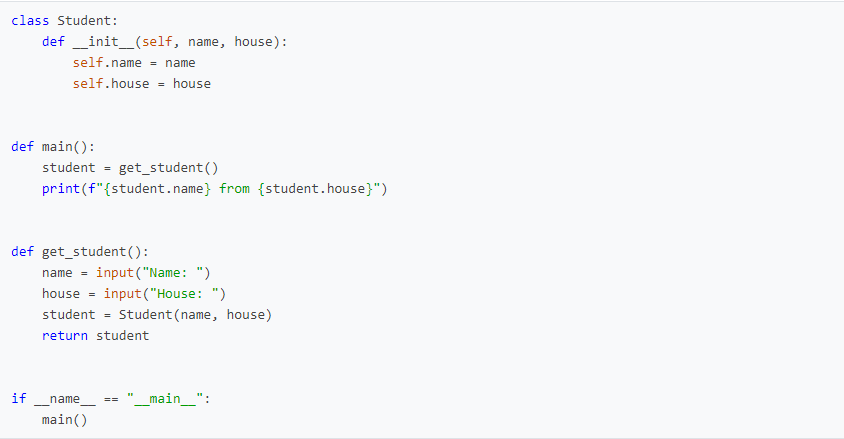 class Student:
    def __init__(self, name, house):
        self.name = name
        self.house = house
def main():
    student = get_student()
    print(f"{student.name} from {student.house}")
def get_student():
    name = input("Name: ")
    house = input("House: ")
    student = Student(name, house)
    return student
if __name__ == "__main__":
    main()